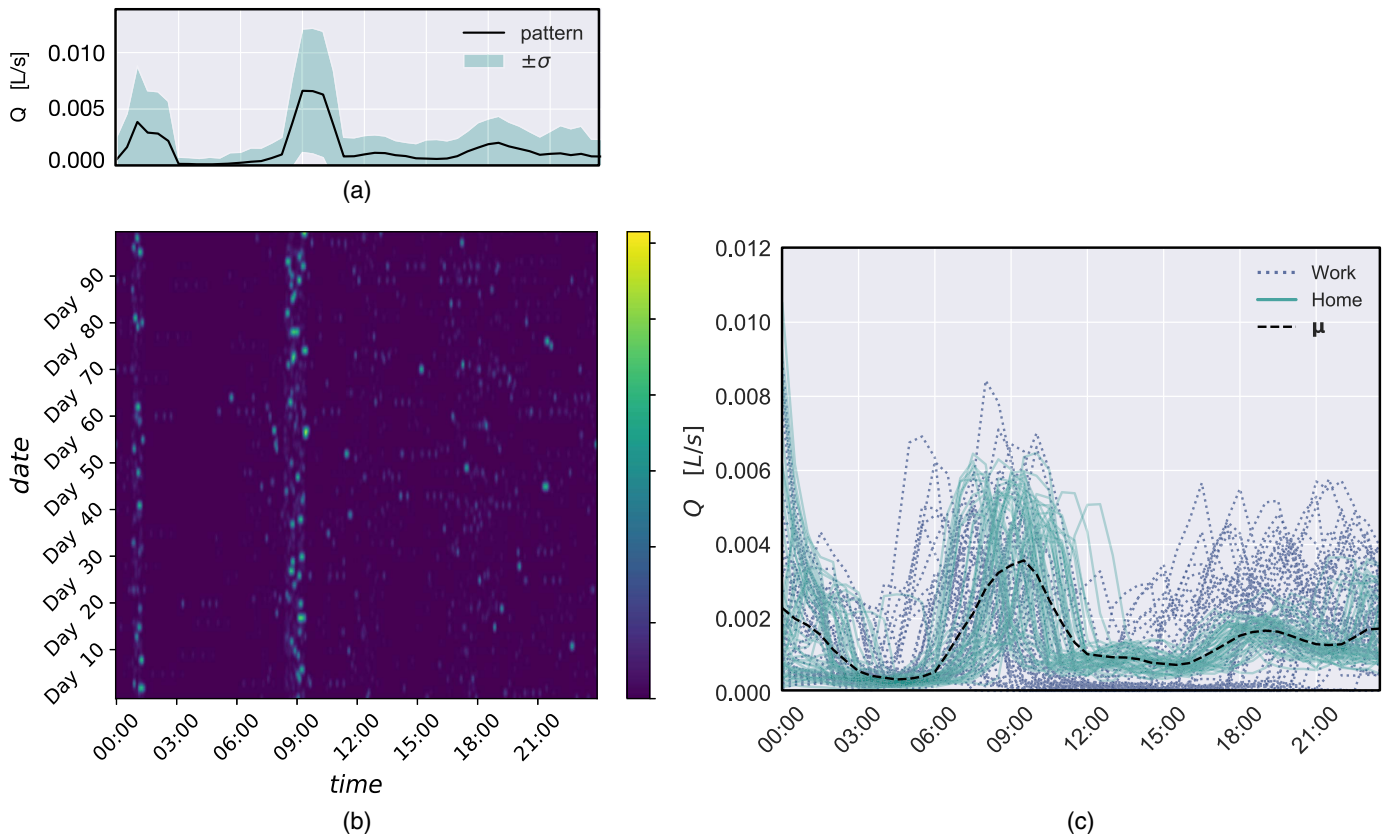 Q [L/s]
0.010
0.005
0.000
pattern
±σ
(a)
date
Day 90
Day 80
Day 70
Day 60
Day 50
Day 40
Day 30
Day 20
Day 10
00:00 03:00 06:00 09:00 12:00 15:00 18:00 21:00
time
(b)
Q [L/s]
0.012
0.010
0.008
0.006
0.004
0.002
0.000
Work
Home
μ
00:00 03:00 06:00 09:00 12:00 15:00 18:00 21:00
(c)